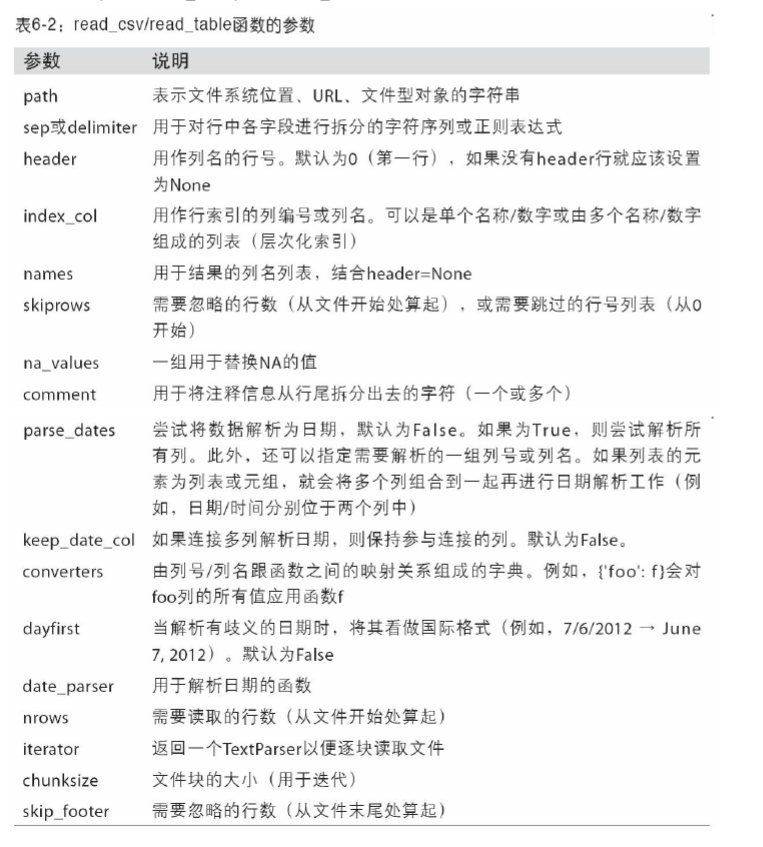 表6-2：read_csv/read_table函数的参数
参数 说明
path 表示文件系统位置、URL、文件型对象的字符串
sep或delimiter 用于对行中各字段进行拆分的字符序列或正则表达式
header 用作列名的行号。默认为0（第一行），如果没有header行就应该设置
为None
index_col 用作行索引的列编号或列名。可以是单个名称/数字或由多个名称/数字
组成的列表（层次化索引）
names 用于结果的列名列表，结合header=None
skiprows 需要忽略的行数（从文件开始处算起），或需要跳过的行号列表（从0
开始）
na_values 一组用于替换NA的值
comment 用于将注释信息从行尾拆分出去的字符（一个或多个）
parse_dates 尝试将数据解析为日期，默认为False。如果为True，则尝试解析所
有列。此外，还可以指定需要解析的一组列号或列名。如果列表的元
素为列表或元组，就会将多个列组合到一起再进行日期解析工作（例
如，日期/时间分别位于两个列中）
keep_date_col 如果连接多列解析日期，则保持参与连接的列。默认为False。
converters 由列号/列名跟函数之间的映射关系组成的字典。例如，{'foo': f}会对
foo列的所有值应用函数f
dayfirst 当解析有歧义的日期时，将其看做国际格式（例如，7/6/2012 → June
7, 2012）。默认为False
date_parser 用于解析日期的函数
nrows 需要读取的行数（从文件开始处算起）
iterator 返回一个TextParser以便逐块读取文件
chunksize 文件块的大小（用于迭代）
skip_footer 需要忽略的行数（从文件末尾处算起）